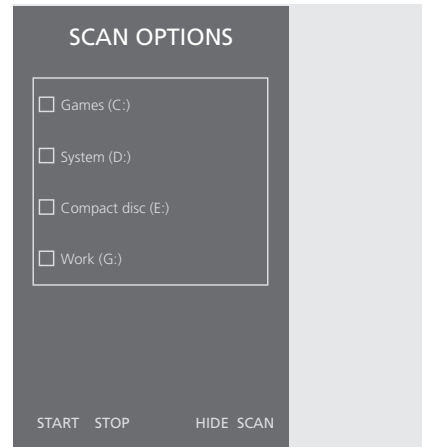 SCAN OPTIONS
Games (C:)
System (D:)
Compact disc (E:)
Work (G:)
START STOP HIDE SCAN